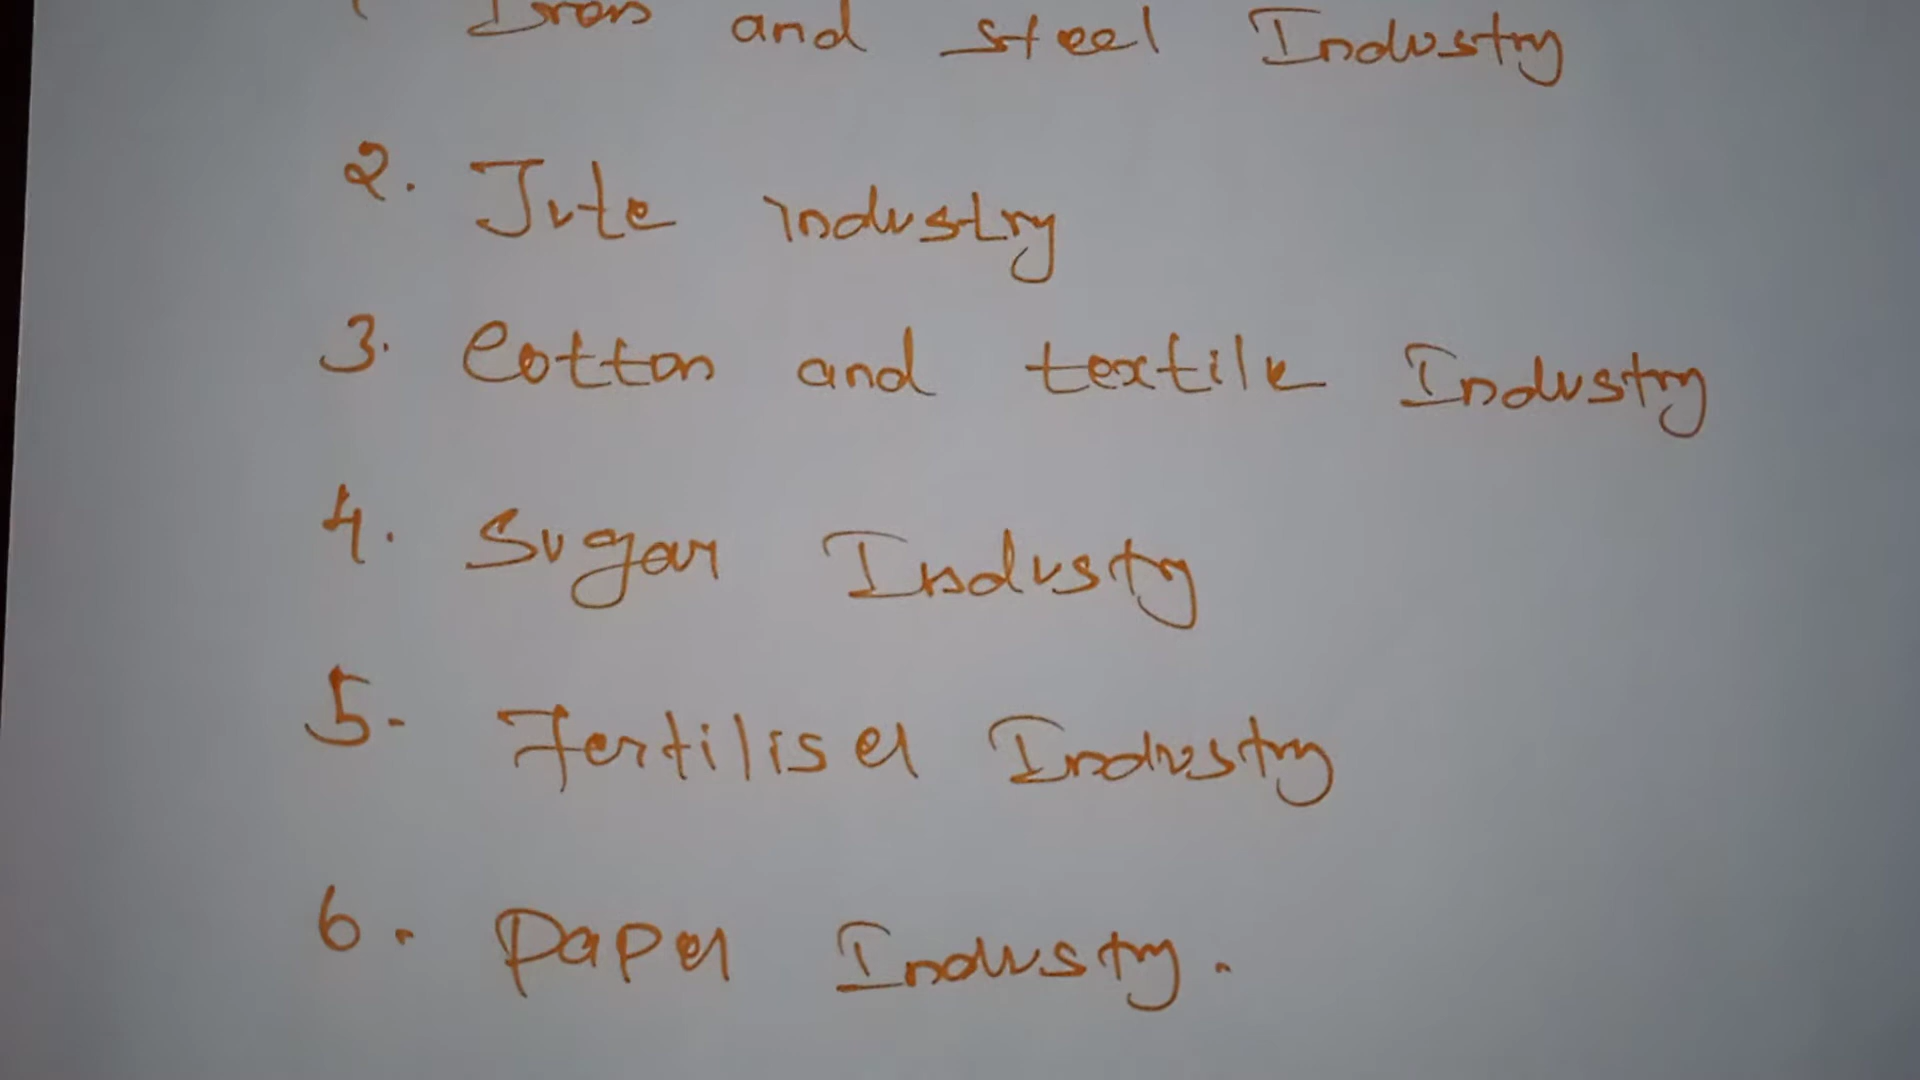 Iron and steel Industry
2. Jute industry
3. Cotton and textile Industry
4. Sugar Industry
5. Fertiliser Industry
6. Paper Industry.